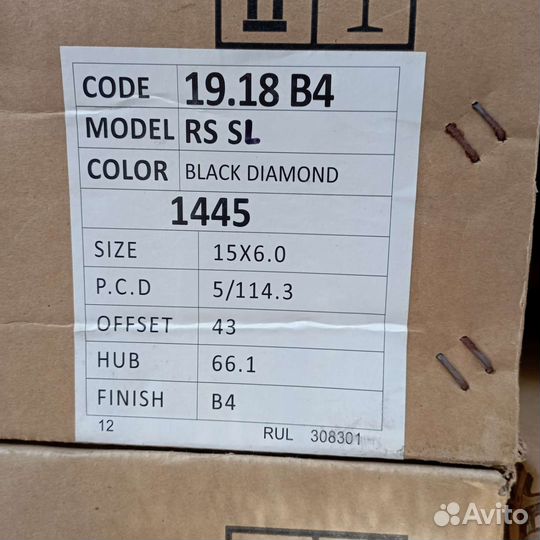 CODE 19.18 B4
MODEL RS SL
COLOR BLACK DIAMOND
1445
SIZE 15X6.0
P.C.D 5/114.3
OFFSET 43
HUB 66.1
FINISH B4
12 RUL 308301
Avito